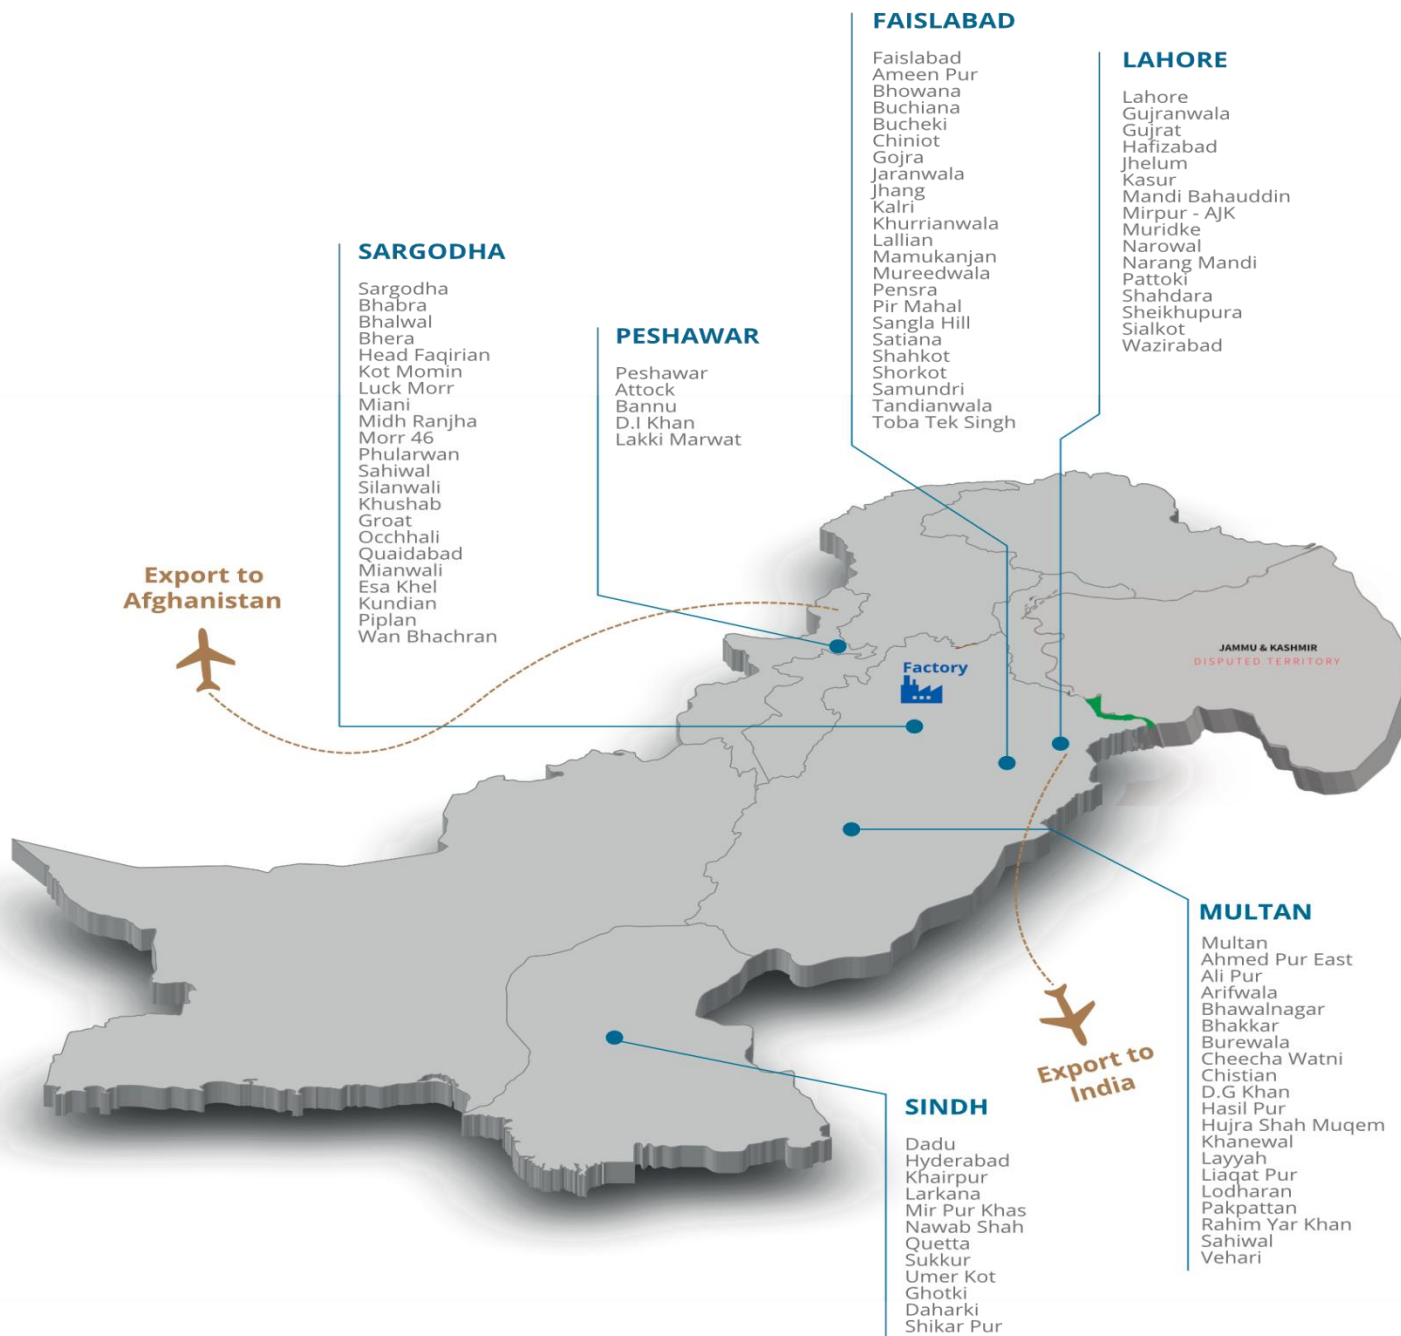 FAISLABAD
Faislabad
Ameen Pur
Bhowana
Buchiana
Bucheki
Chiniot
Gojra
Jaranwala
Jhang
Kalri
Khurrianwala
Lallian
Mamukanjan
Mureedwala
Pensra
Pir Mahal
Sangla Hill
Satiana
Shahkot
Shorkot
Samundri
Tandianwala
Toba Tek Singh
LAHORE
Lahore
Gujranwala
Gujrat
Hafizabad
Jhelum
Kasur
Mandi Bahauddin
Mirpur - AJK
Muridke
Narowal
Narang Mandi
Pattoki
Shahdara
Sheikhupura
Sialkot
Wazirabad
SARGODHA
Sargodha
Bhabra
Bhalwal
Bhera
Head Faqirian
Kot Momin
Luck Morr
Miani
Midh Ranjha
Morr 46
Phularwan
Sahiwal
Silanwali
Khushab
Groat
Occhhali
Quaidabad
Mianwali
Esa Khel
Kundian
Piplan
Wan Bhachran
PESHAWAR
Peshawar
Attock
Bannu
D.I Khan
Lakki Marwat
Export to
Afghanistan
Factory
JAMMU & KASHMIR
DISPUTED TERRITORY
MULTAN
Multan
Ahmed Pur East
Ali Pur
Arifwala
Bhawalnagar
Bhakkar
Burewala
Cheecha Watni
Chistian
D.G Khan
Hasil Pur
Hujra Shah Muqem
Khanewal
Layyah
Liaqat Pur
Lodharan
Pakpattan
Rahim Yar Khan
Sahiwal
Vehari
Export to
India
SINDH
Dadu
Hyderabad
Khairpur
Larkana
Mir Pur Khas
Nawab Shah
Quetta
Sukkur
Umer Kot
Ghotki
Daharki
Shikar Pur